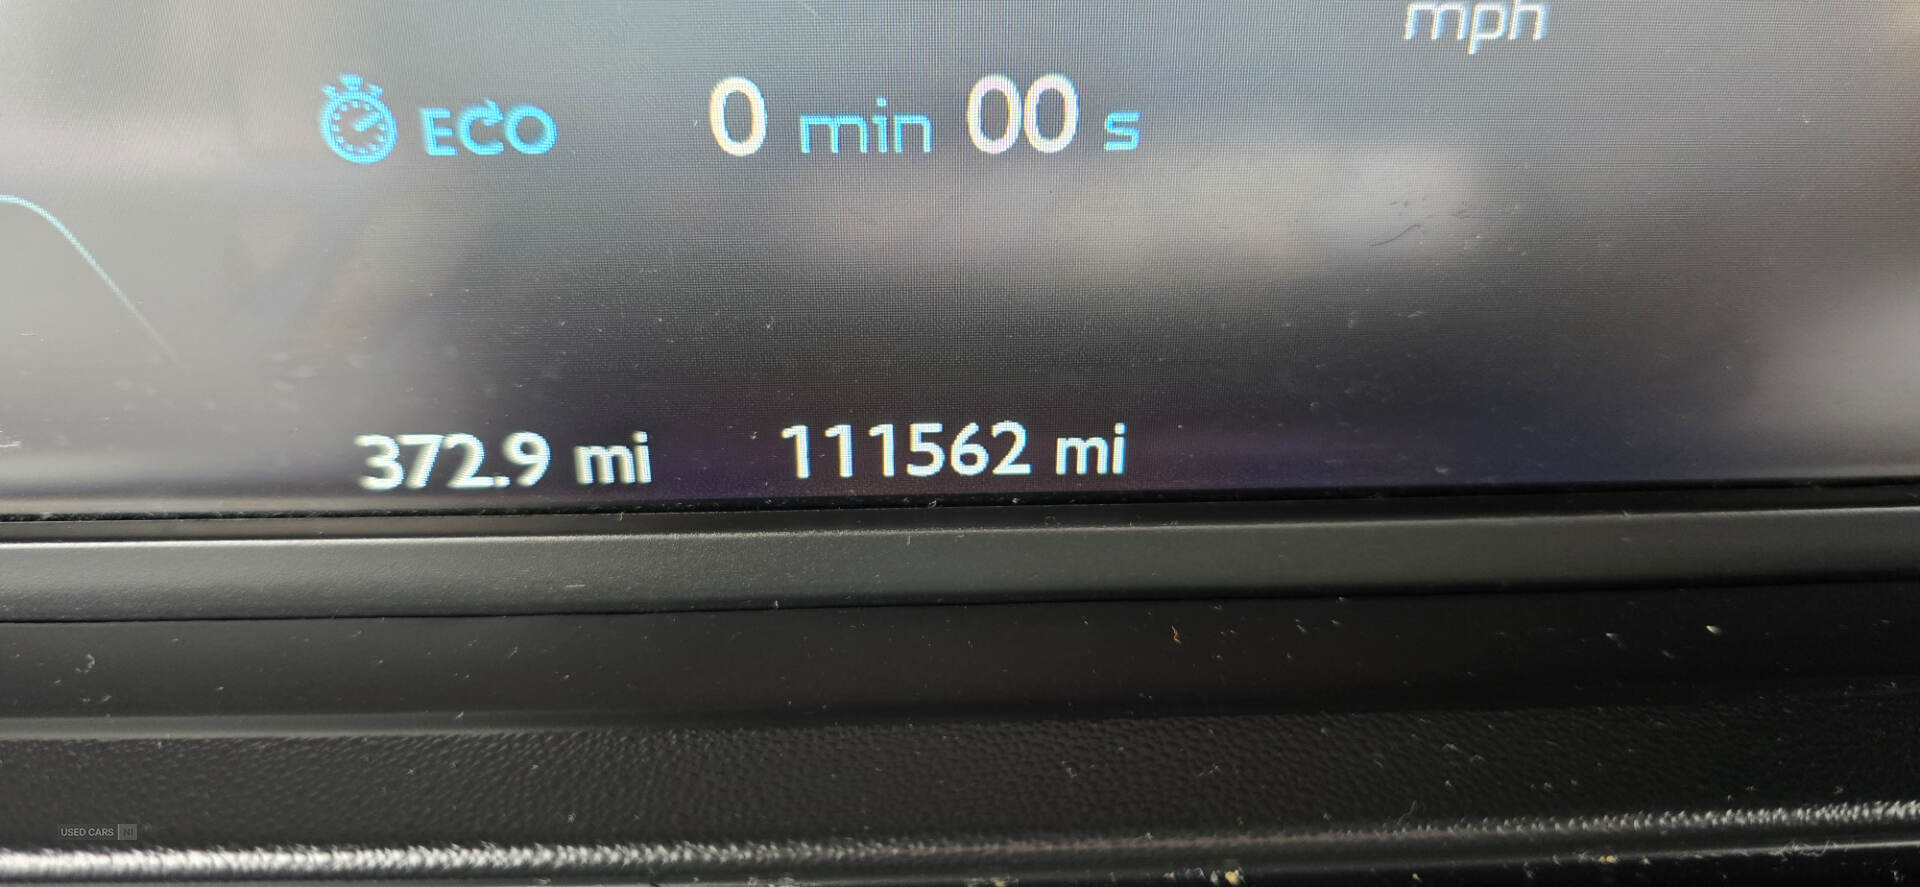 mph
ECO 0 min 00 s
372.9 mi 111562 mi
USED CARS NI